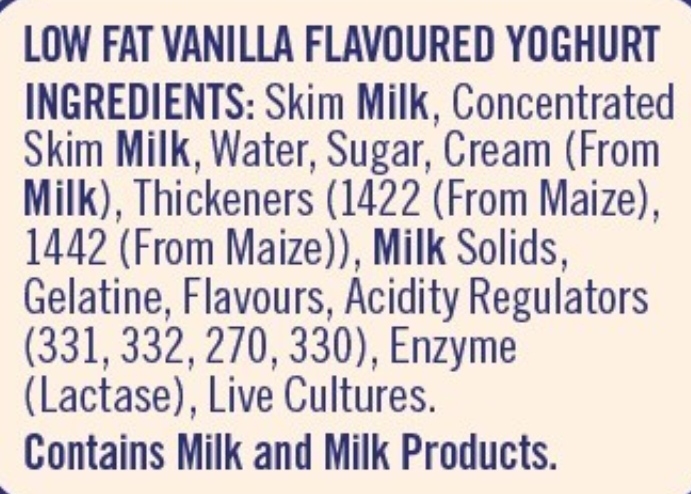 LOW FAT VANILLA FLAVOURED YOGHURT
INGREDIENTS: Skim Milk, Concentrated
Skim Milk, Water, Sugar, Cream (From
Milk), Thickeners (1422 (From Maize),
1442 (From Maize)), Milk Solids,
Gelatine, Flavours, Acidity Regulators
(331, 332, 270, 330), Enzyme
(Lactase), Live Cultures.
Contains Milk and Milk Products.